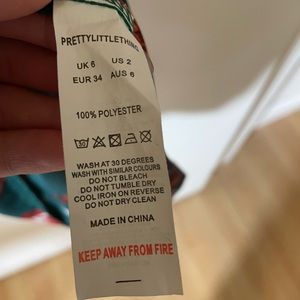 PRETTYLITTLETHING
UK 6 US 2
EUR 34 AUS 6
100% POLYESTER
WASH AT 30 DEGREES
WASH WITH SIMILAR COLOURS
DO NOT BLEACH
DO NOT TUMBLE DRY
COOL IRON ON REVERSE
DO NOT DRY CLEAN
MADE IN CHINA
KEEP AWAY FROM FIRE